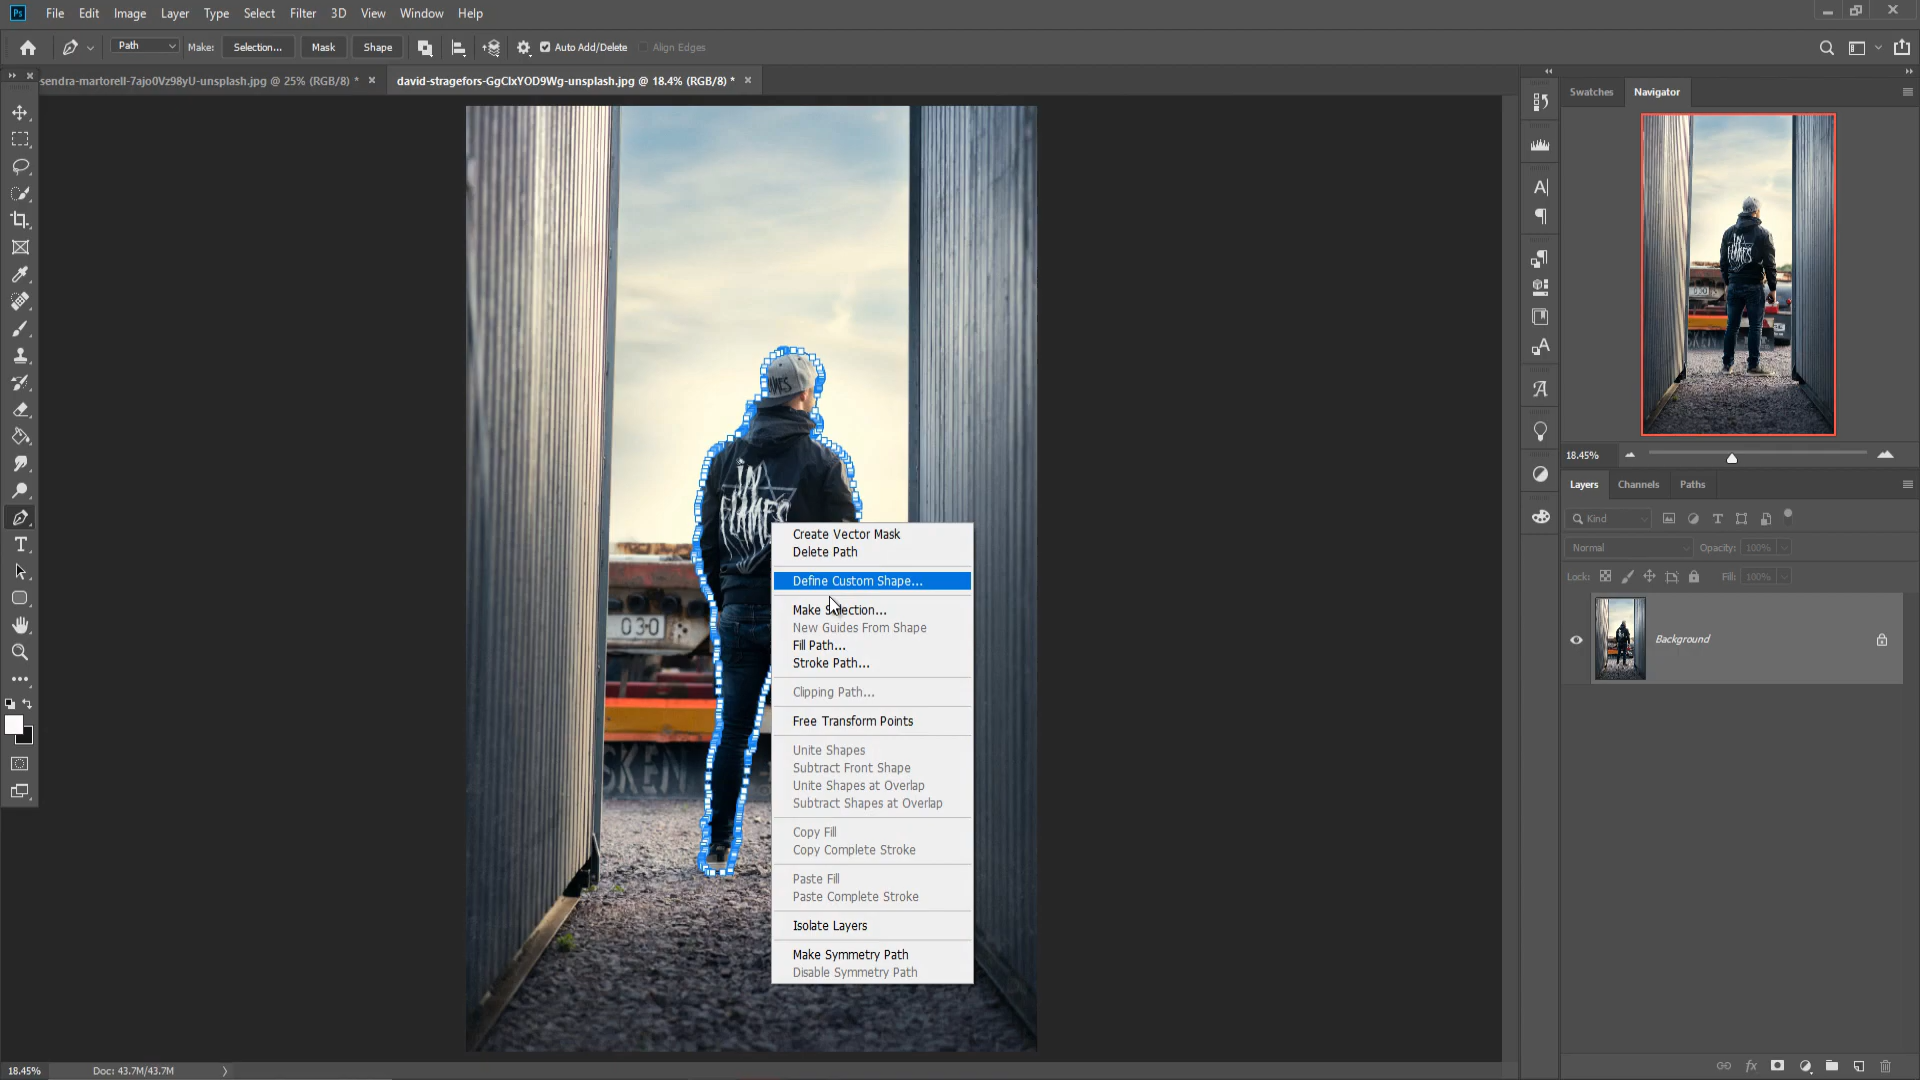 Ps File Edit Image Layer Type Select Filter 3D View Window Help
Path Make: Selection... Mask Shape Auto Add/Delete Align Edges
sendra-martorell-7ajo0Vz98yU-unsplash.jpg @ 25% (RGB/8) * × david-stragefors-GgClxYOD9Wg-unsplash.jpg @ 18.4% (RGB/8) * ×
Swatches Navigator
IN
FLAMES
030
SKEN
Create Vector Mask
Delete Path
Define Custom Shape...
Make Selection...
New Guides From Shape
Fill Path...
Stroke Path...
Clipping Path...
Free Transform Points
Unite Shapes
Subtract Front Shape
Unite Shapes at Overlap
Subtract Shapes at Overlap
Copy Fill
Copy Complete Stroke
Paste Fill
Paste Complete Stroke
Isolate Layers
Make Symmetry Path
Disable Symmetry Path
18.45%
Layers Channels Paths
Kind
Normal Opacity: 100%
Lock: Fill: 100%
Background
18.45% Doc: 43.7M/43.7M